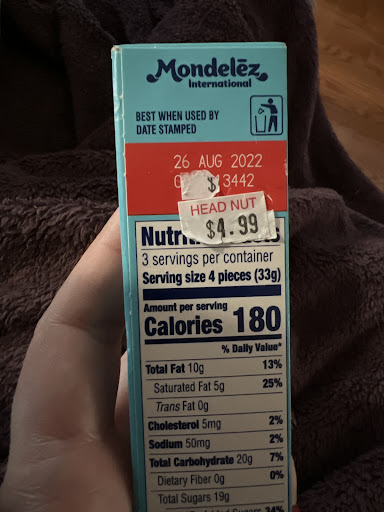 Mondelēz
International
BEST WHEN USED BY
DATE STAMPED
26 AUG 2022
3442
$
HEAD NUT
$4.99
3 servings per container
Serving size 4 pieces (33g)
Amount per serving
Calories 180
% Daily Value*
Total Fat 10g 13%
Saturated Fat 5g 25%
Trans Fat 0g
Cholesterol 5mg 2%
Sodium 50mg 2%
Total Carbohydrate 20g 7%
Dietary Fiber 0g 0%
Total Sugars 19g
34%